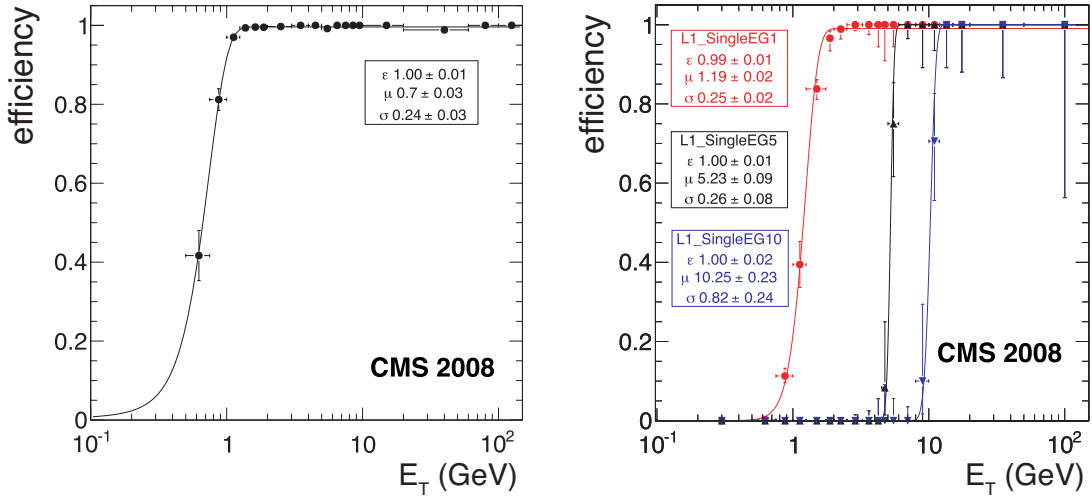 efficiency
1
0.8
0.6
0.4
0.2
0
ε 1.00 ± 0.01
μ 0.7 ± 0.03
σ 0.24 ± 0.03
CMS 2008
10⁻¹
1
10
10²
E_T (GeV)
efficiency
1
0.8
0.6
0.4
0.2
0
L1_SingleEG1
ε 0.99 ± 0.01
μ 1.19 ± 0.02
σ 0.25 ± 0.02
L1_SingleEG5
ε 1.00 ± 0.01
μ 5.23 ± 0.09
σ 0.26 ± 0.08
L1_SingleEG10
ε 1.00 ± 0.02
μ 10.25 ± 0.23
σ 0.82 ± 0.24
CMS 2008
10⁻¹
1
10
10²
E_T (GeV)